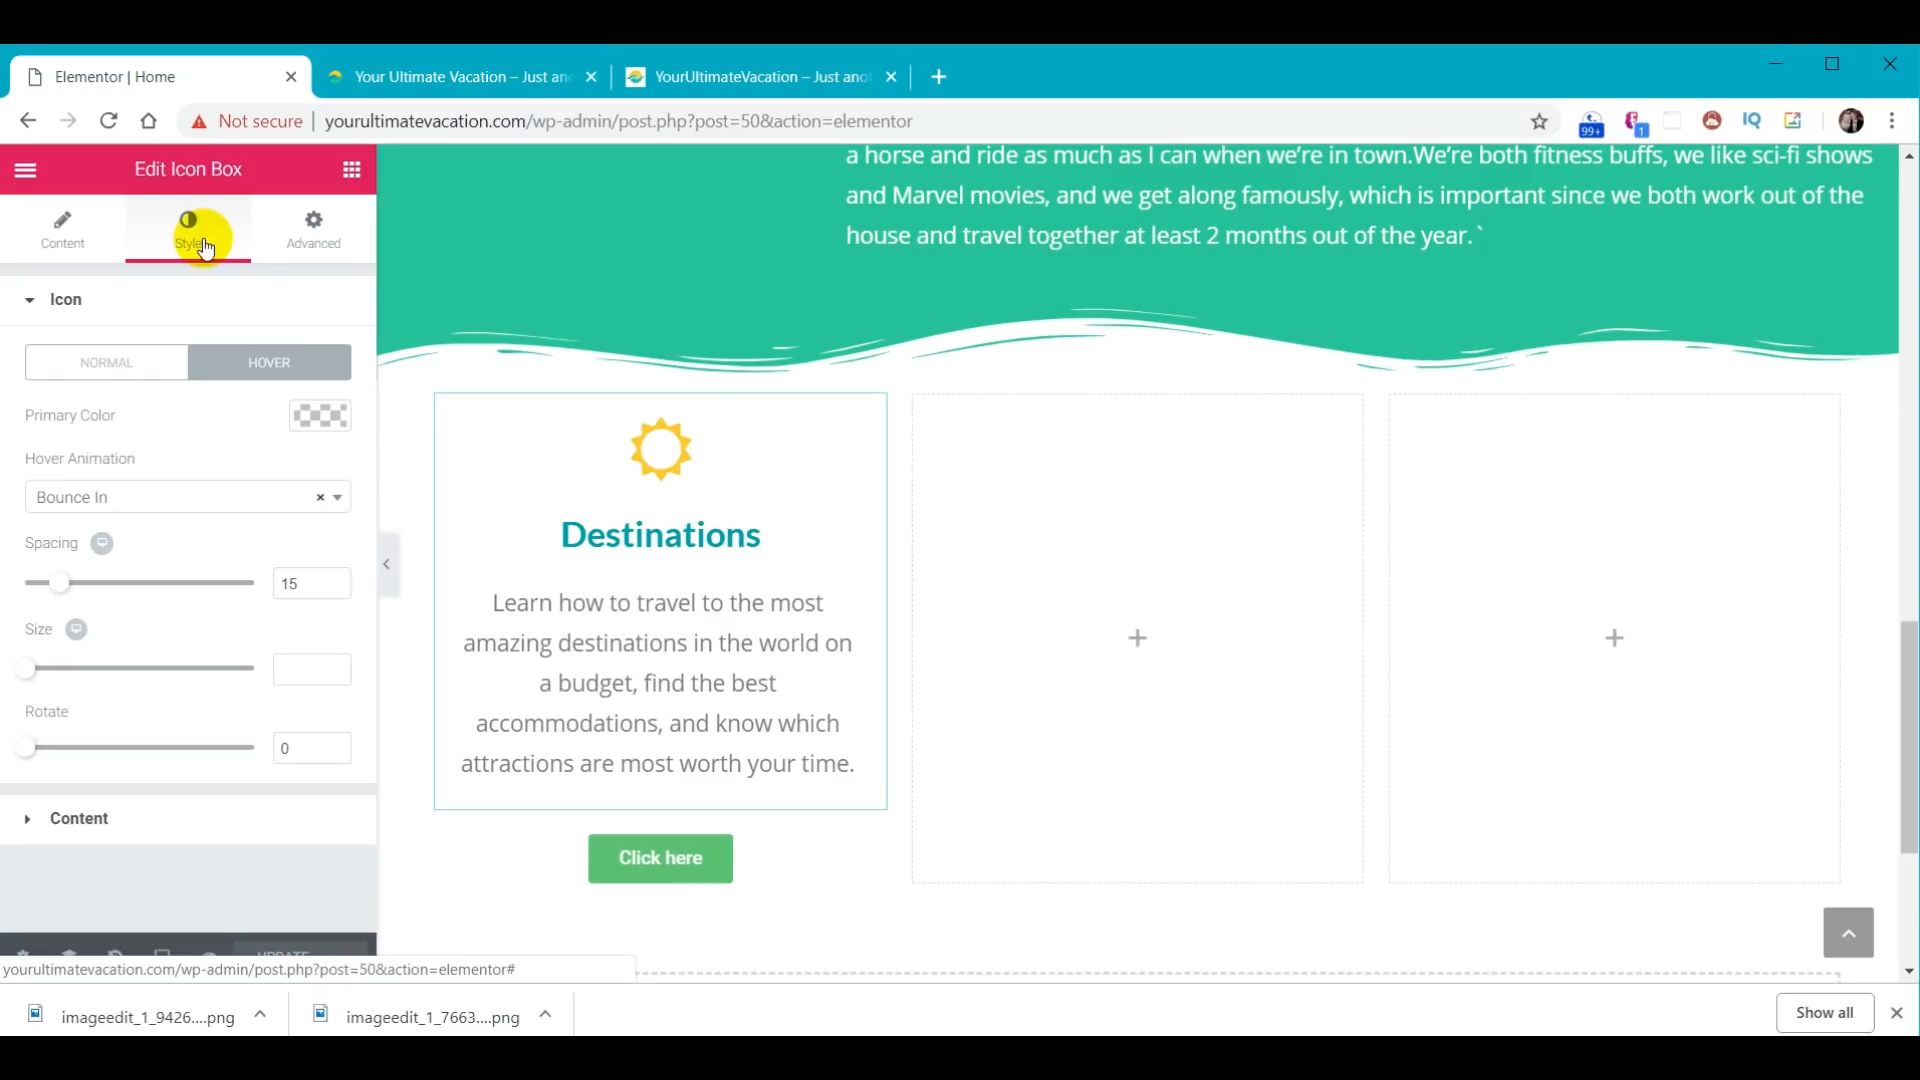 Elementor | Home
Your Ultimate Vacation – Just an
YourUltimateVacation – Just anot
Not secure
yourultimatevacation.com/wp-admin/post.php?post=50&action=elementor
99+
1
IQ
Edit Icon Box
Content
Style
Advanced
Icon
NORMAL
HOVER
Primary Color
Hover Animation
Bounce In
Spacing
15
Size
Rotate
0
Content
UPDATE
yourultimatevacation.com/wp-admin/post.php?post=50&action=elementor#
a horse and ride as much as I can when we’re in town.We’re both fitness buffs, we like sci-fi shows
and Marvel movies, and we get along famously, which is important since we both work out of the
house and travel together at least 2 months out of the year. `
Destinations
Learn how to travel to the most
amazing destinations in the world on
a budget, find the best
accommodations, and know which
attractions are most worth your time.
Click here
imageedit_1_9426....png
imageedit_1_7663....png
Show all